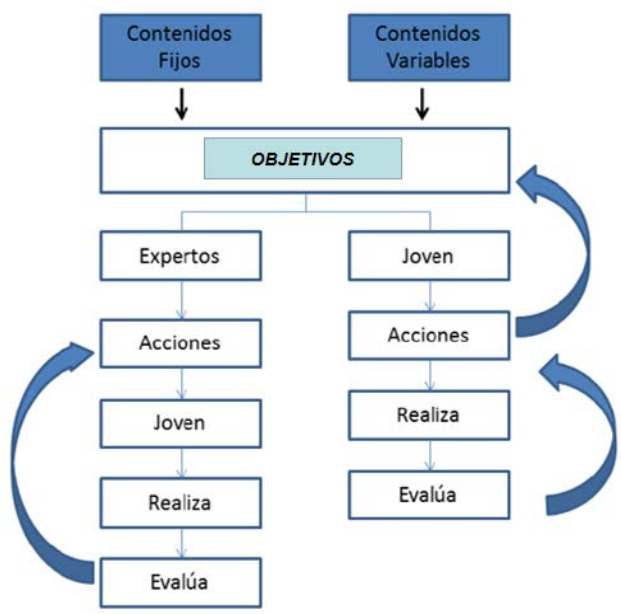 Contenidos
Fijos
Contenidos
Variables
OBJETIVOS
Expertos
Joven
Acciones
Acciones
Joven
Realiza
Realiza
Evalúa
Evalúa